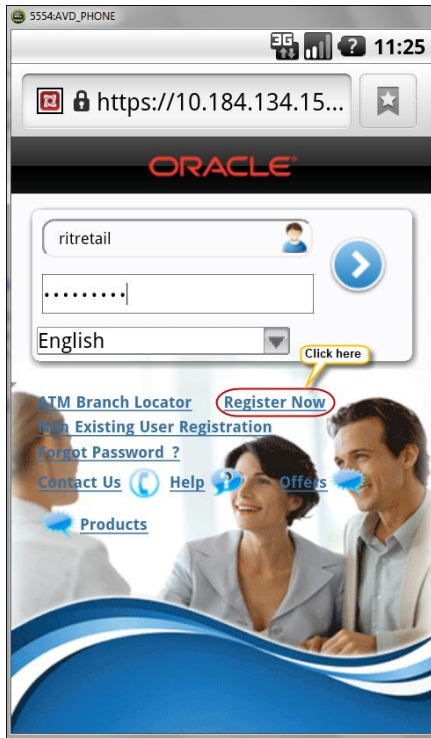 5554:AVD_PHONE
3G 11:25
https://10.184.134.15...
ORACLE
ritretail
English
Click here
ATM Branch Locator Register Now
Non Existing User Registration
Forgot Password ?
Contact Us Help Offers
Products